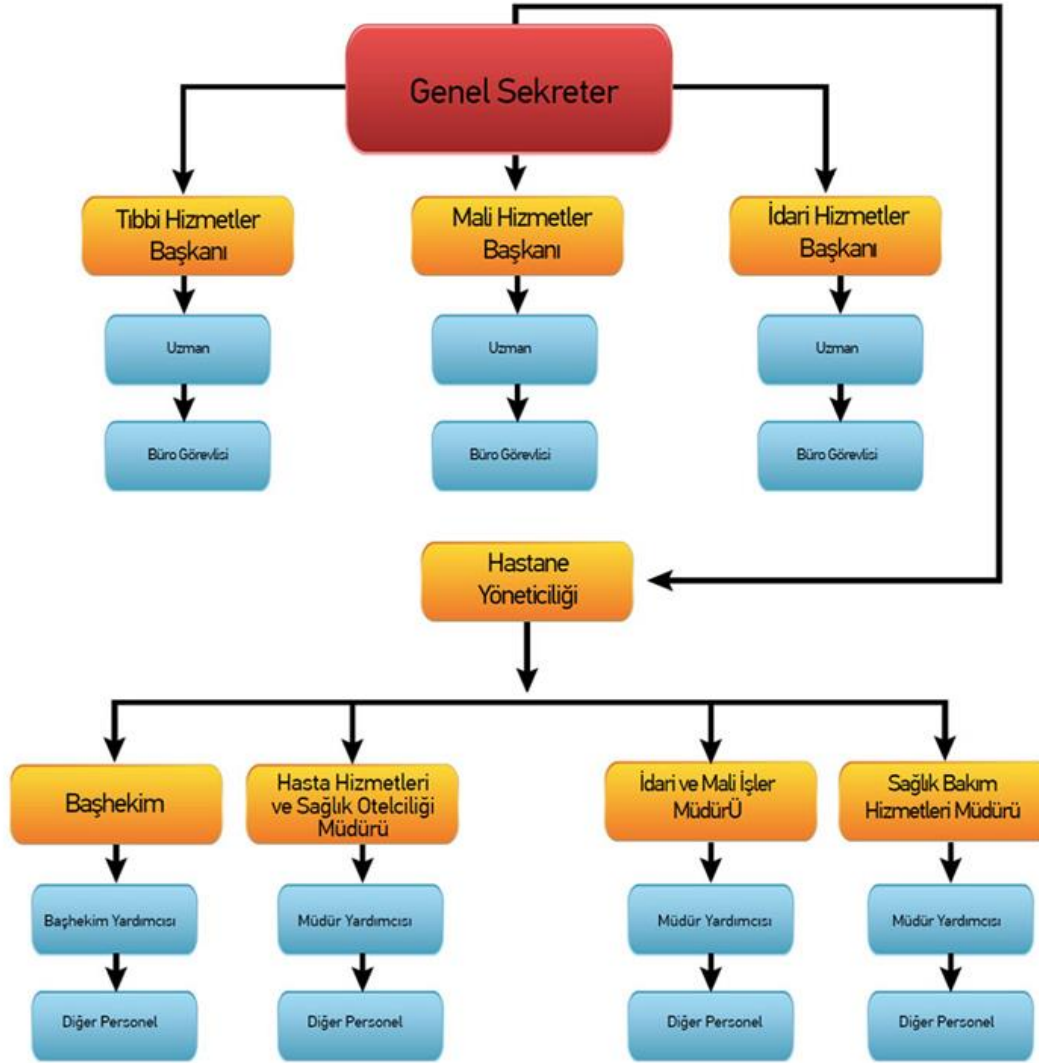 Genel Sekreter
Tıbbi Hizmetler
Başkanı
Mali Hizmetler
Başkanı
İdari Hizmetler
Başkanı
Uzman
Uzman
Uzman
Büro Görevlisi
Büro Görevlisi
Büro Görevlisi
Hastane
Yöneticiliği
Başhekim
Hasta Hizmetleri
ve Sağlık Otelciliği
Müdürü
İdari ve Mali İşler
MüdürÜ
Sağlık Bakım
Hizmetleri Müdürü
Başhekim Yardımcısı
Müdür Yardımcısı
Müdür Yardımcısı
Müdür Yardımcısı
Diğer Personel
Diğer Personel
Diğer Personel
Diğer Personel